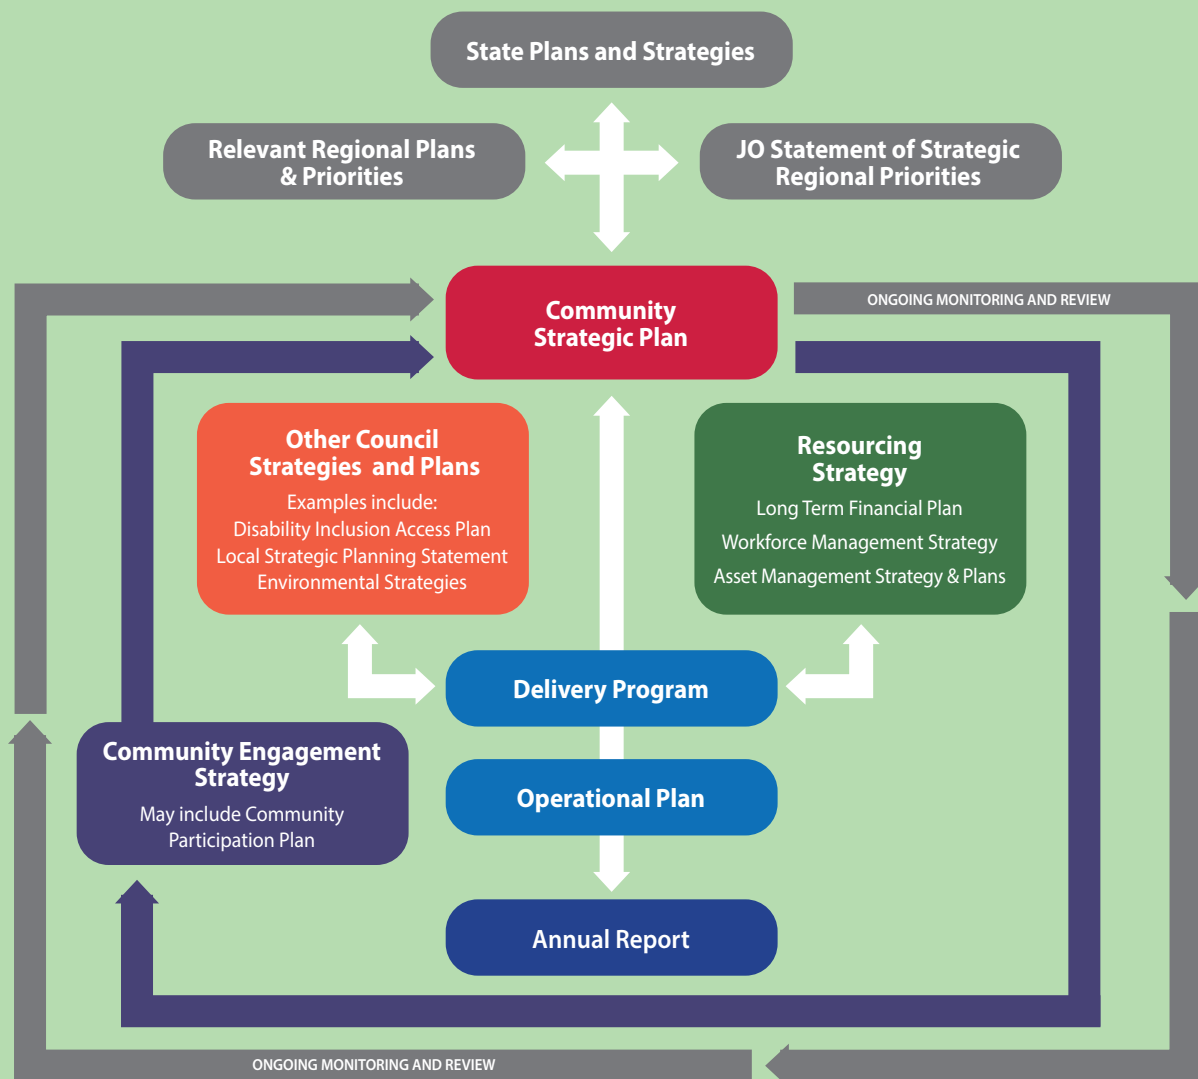 State Plans and Strategies
Relevant Regional Plans
& Priorities
JO Statement of Strategic
Regional Priorities
Community
Strategic Plan
ONGOING MONITORING AND REVIEW
Other Council
Strategies and Plans
Examples include:
Disability Inclusion Access Plan
Local Strategic Planning Statement
Environmental Strategies
Resourcing
Strategy
Long Term Financial Plan
Workforce Management Strategy
Asset Management Strategy & Plans
Delivery Program
Community Engagement
Strategy
May include Community
Participation Plan
Operational Plan
Annual Report
ONGOING MONITORING AND REVIEW